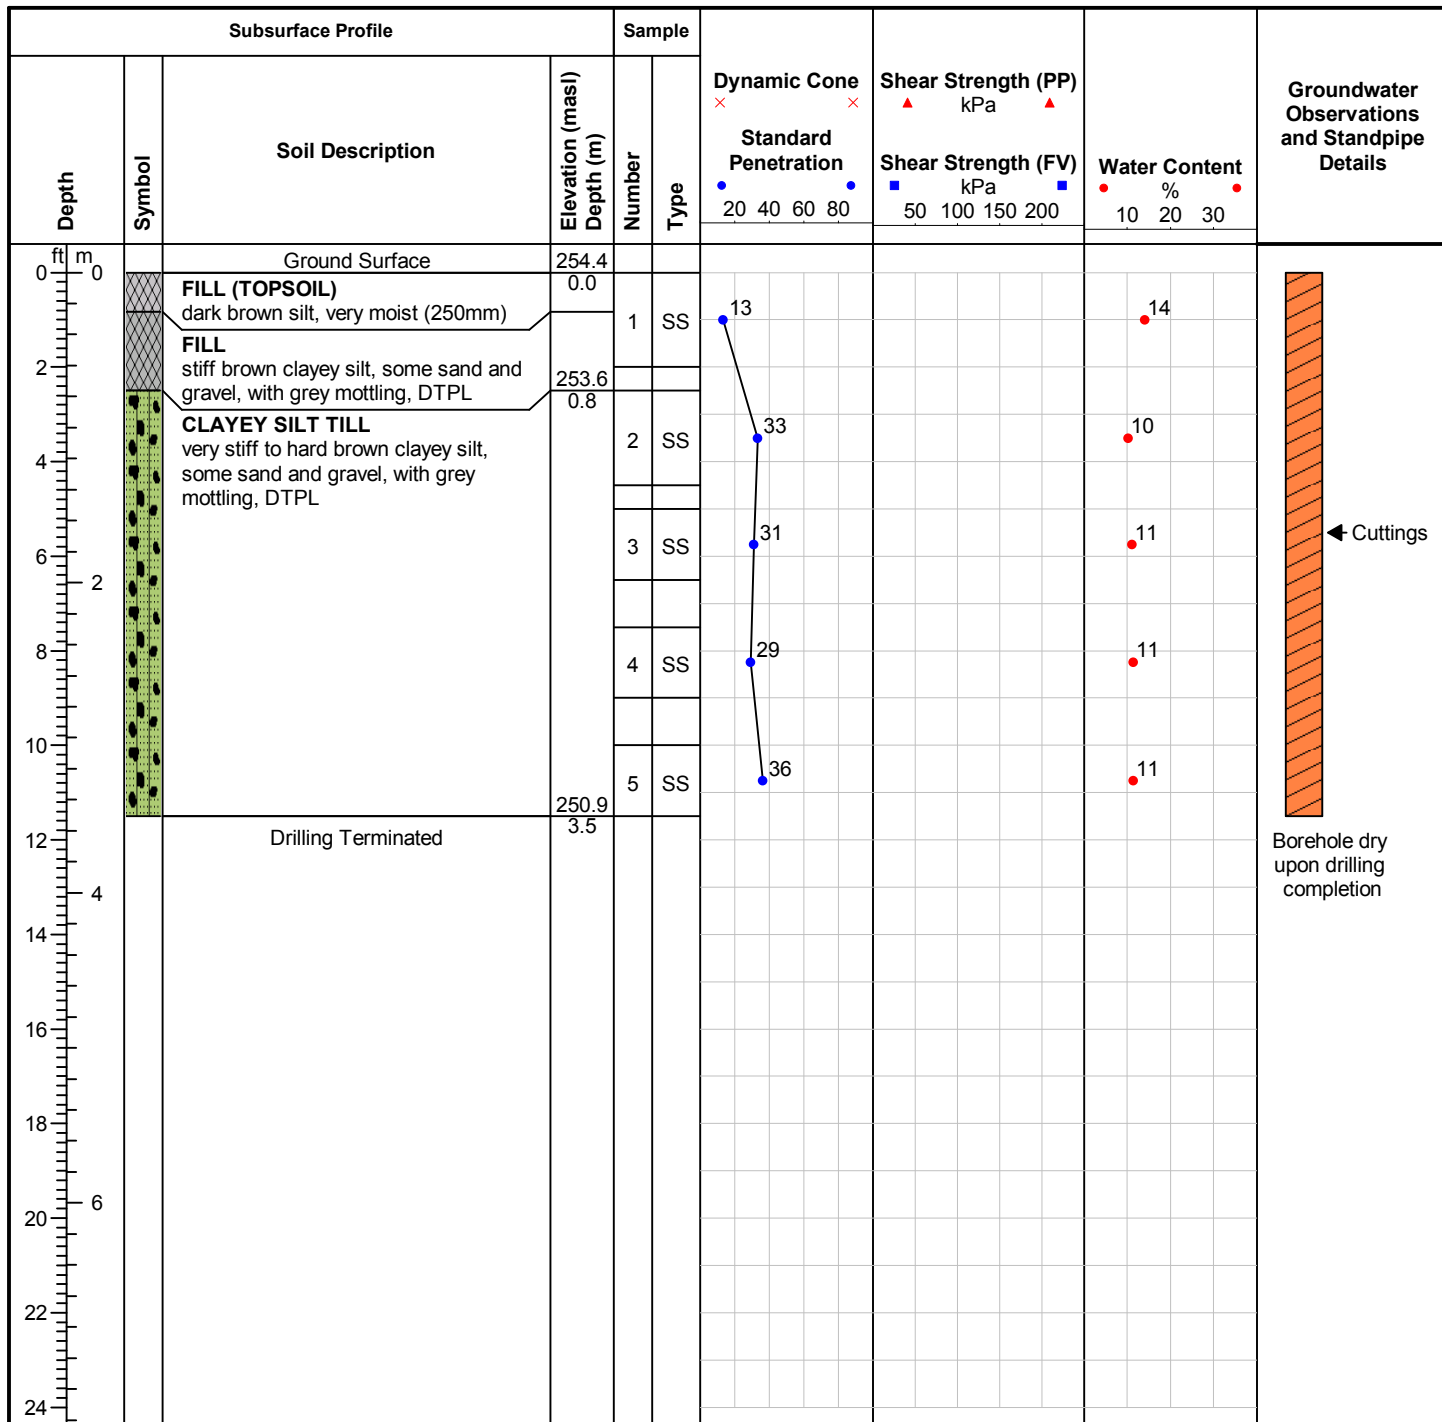 Subsurface Profile
Sample
Depth
Symbol
Soil Description
Elevation (masl)
Depth (m)
Number
Type
Dynamic Cone
Standard
Penetration
20 40 60 80
Shear Strength (PP)
kPa
Shear Strength (FV)
kPa
50 100 150 200
Water Content
%
10 20 30
Groundwater
Observations
and Standpipe
Details
ft m
0 0
Ground Surface
254.4
0.0
FILL (TOPSOIL)
dark brown silt, very moist (250mm)
1 SS
13
14
FILL
stiff brown clayey silt, some sand and
gravel, with grey mottling, DTPL
2
253.6
0.8
CLAYEY SILT TILL
very stiff to hard brown clayey silt,
some sand and gravel, with grey
mottling, DTPL
2 SS
33
10
4
3 SS
31
11
Cuttings
6
2
8
4 SS
29
11
10
5 SS
36
11
250.9
3.5
Drilling Terminated
12
Borehole dry
upon drilling
completion
4
14
16
18
6
20
22
24